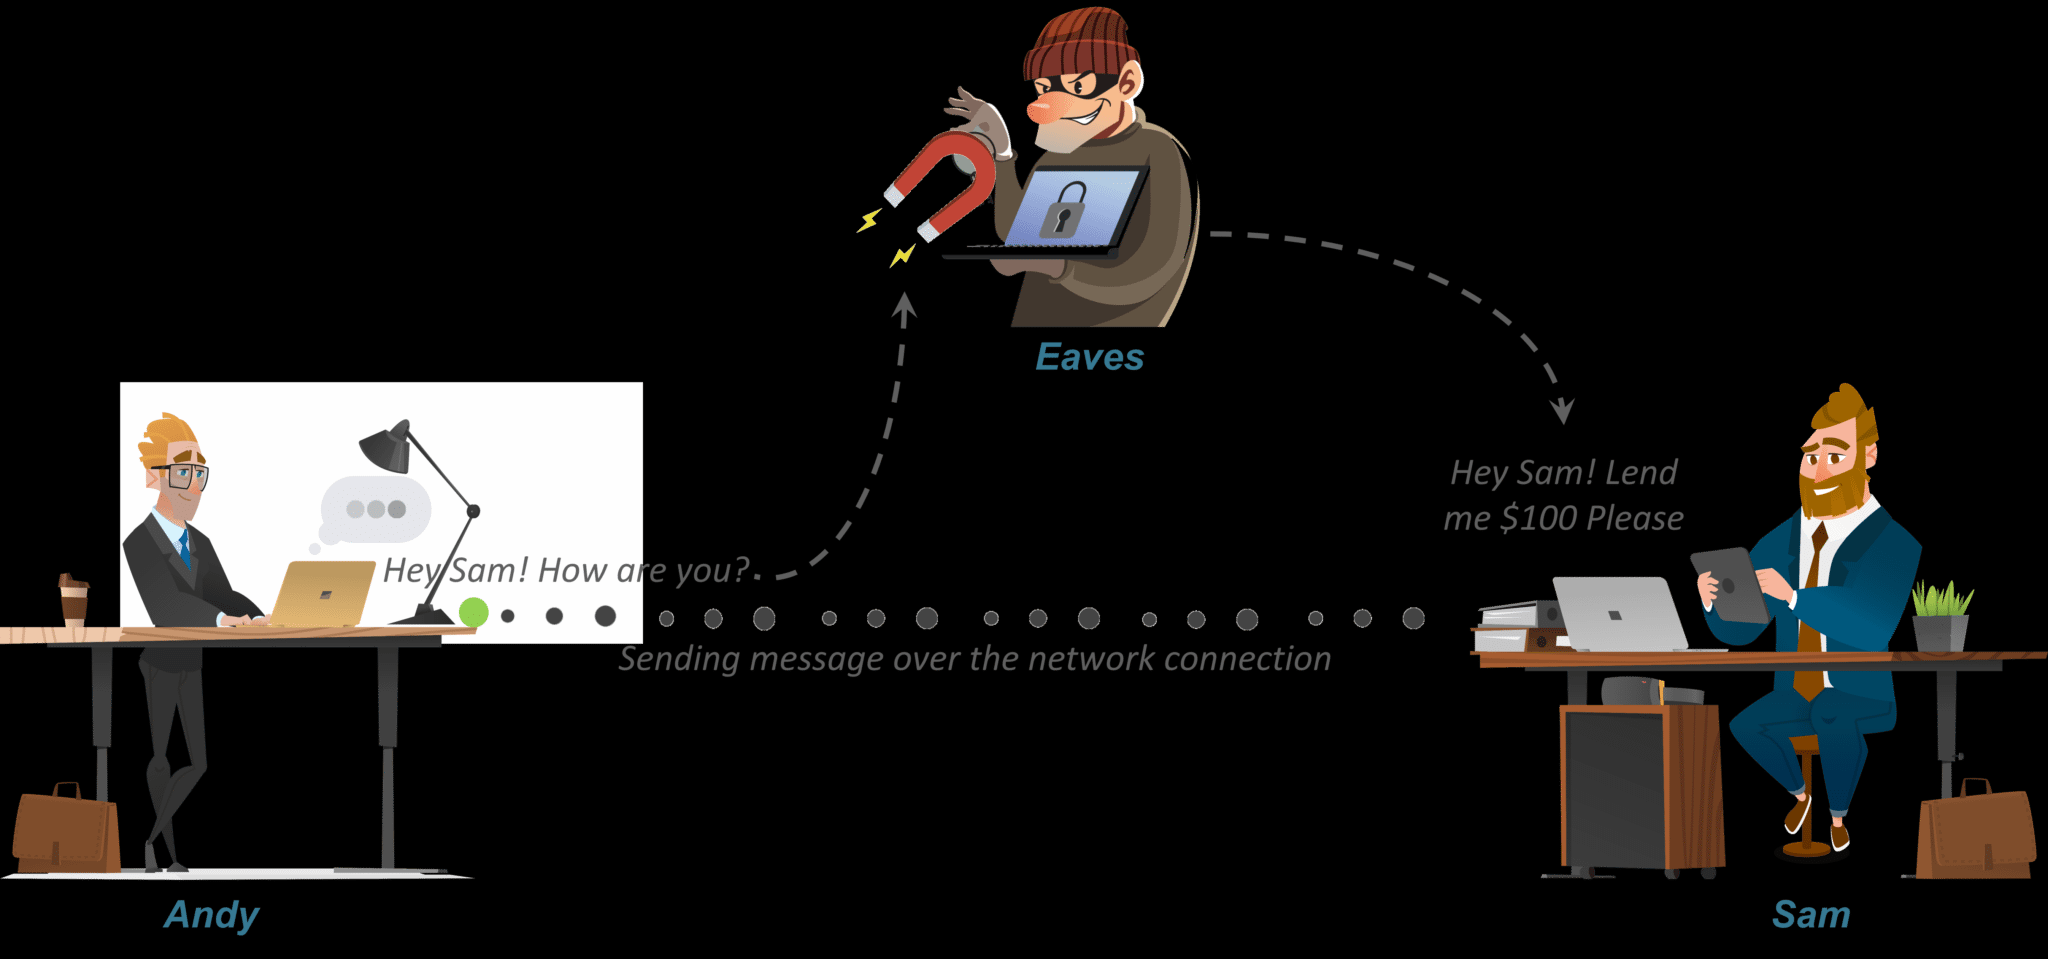 Eaves
Hey Sam! Lend
me $100 Please
Hey Sam! How are you?
Sending message over the network connection
Andy
Sam